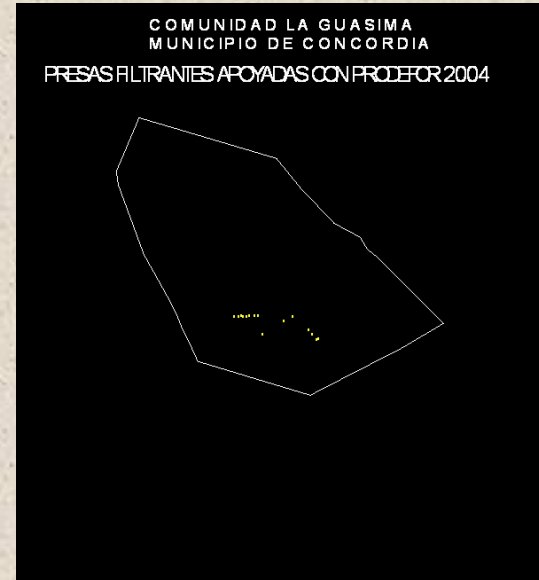 COMUNIDAD LA GUASIMA
MUNICIPIO DE CONCORDIA
PRESAS FILTRANTES APOYADAS CON PRODEFOR 2004